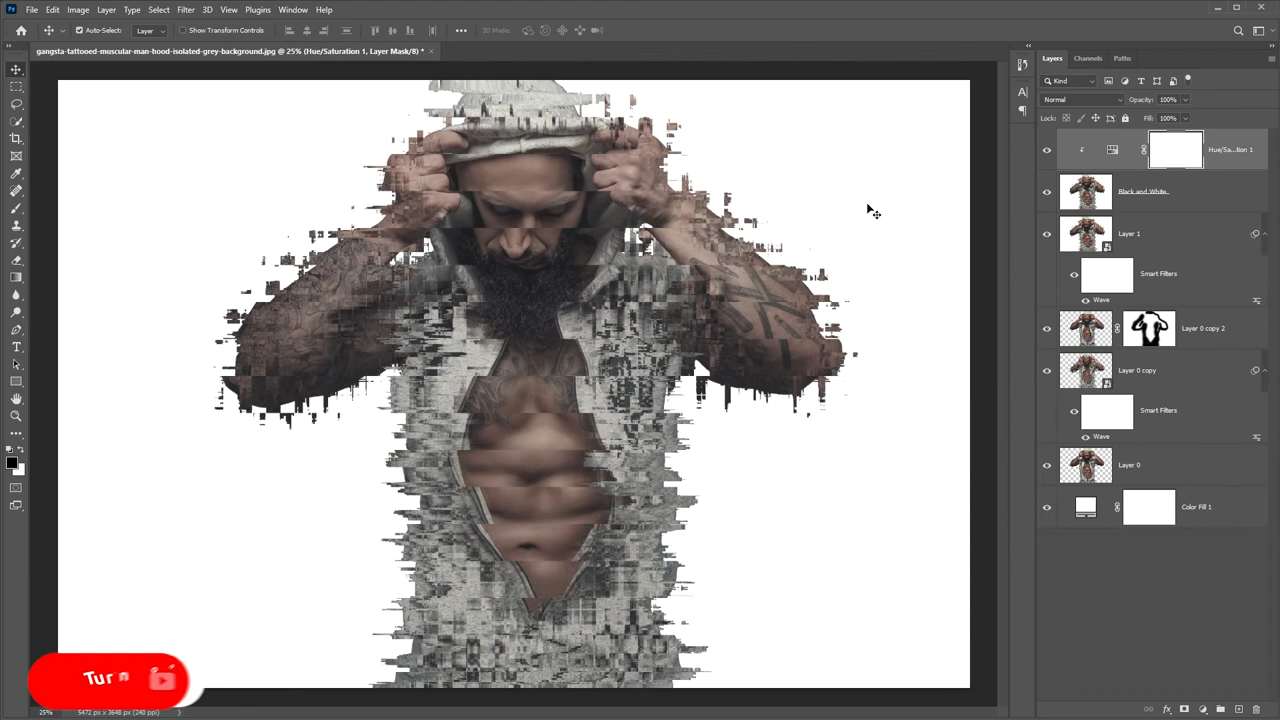 File Edit Image Layer Type Select Filter 3D View Plugins Window Help
Auto-Select: Layer Show Transform Controls 3D Mode:
gangsta-tattooed-muscular-man-hood-isolated-grey-background.jpg @ 25% (Hue/Saturation 1, Layer Mask/8) *
Layers Channels Paths
Kind
Normal Opacity: 100%
Lock: Fill: 100%
Hue/Sa...tion 1
Black and White
Layer 1
Smart Filters
Wave
Layer 0 copy 2
Layer 0 copy
Smart Filters
Wave
Layer 0
Color Fill 1
Turn
25% 5472 px x 3648 px (240 ppi)